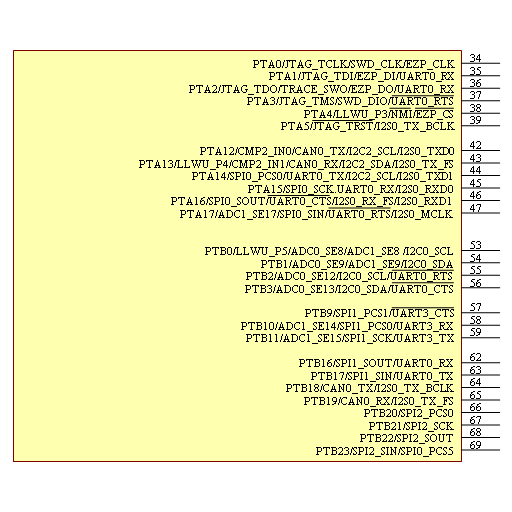 PTA0/JTAG_TCLK/SWD_CLK/EZP_CLK 34
PTA1/JTAG_TDI/EZP_DI/UART0_RX 35
PTA2/JTAG_TDO/TRACE_SWO/EZP_DO/UART0_RX 36
PTA3/JTAG_TMS/SWD_DIO/UART0_RTS 37
PTA4/LLWU_P3/NMI/EZP_CS 38
PTA5/JTAG_TRST/I2S0_TX_BCLK 39
PTA12/CMP2_IN0/CAN0_TX/I2C2_SCL/I2S0_TXD0 42
PTA13/LLWU_P4/CMP2_IN1/CAN0_RX/I2C2_SDA/I2S0_TX_FS 43
PTA14/SPI0_PCS0/UART0_TX/I2C2_SCL/I2S0_TXD1 44
PTA15/SPI0_SCK.UART0_RX/I2S0_RXD0 45
PTA16/SPI0_SOUT/UART0_CTS/I2S0_RX_FS/I2S0_RXD1 46
PTA17/ADC1_SE17/SPI0_SIN/UART0_RTS/I2S0_MCLK 47
PTB0/LLWU_P5/ADC0_SE8/ADC1_SE8 /I2C0_SCL 53
PTB1/ADC0_SE9/ADC1_SE9/I2C0_SDA 54
PTB2/ADC0_SE12/I2C0_SCL/UART0_RTS 55
PTB3/ADC0_SE13/I2C0_SDA/UART0_CTS 56
PTB9/SPI1_PCS1/UART3_CTS 57
PTB10/ADC1_SE14/SPI1_PCS0/UART3_RX 58
PTB11/ADC1_SE15/SPI1_SCK/UART3_TX 59
PTB16/SPI1_SOUT/UART0_RX 62
PTB17/SPI1_SIN/UART0_TX 63
PTB18/CAN0_TX/I2S0_TX_BCLK 64
PTB19/CAN0_RX/I2S0_TX_FS 65
PTB20/SPI2_PCS0 66
PTB21/SPI2_SCK 67
PTB22/SPI2_SOUT 68
PTB23/SPI2_SIN/SPI0_PCS5 69